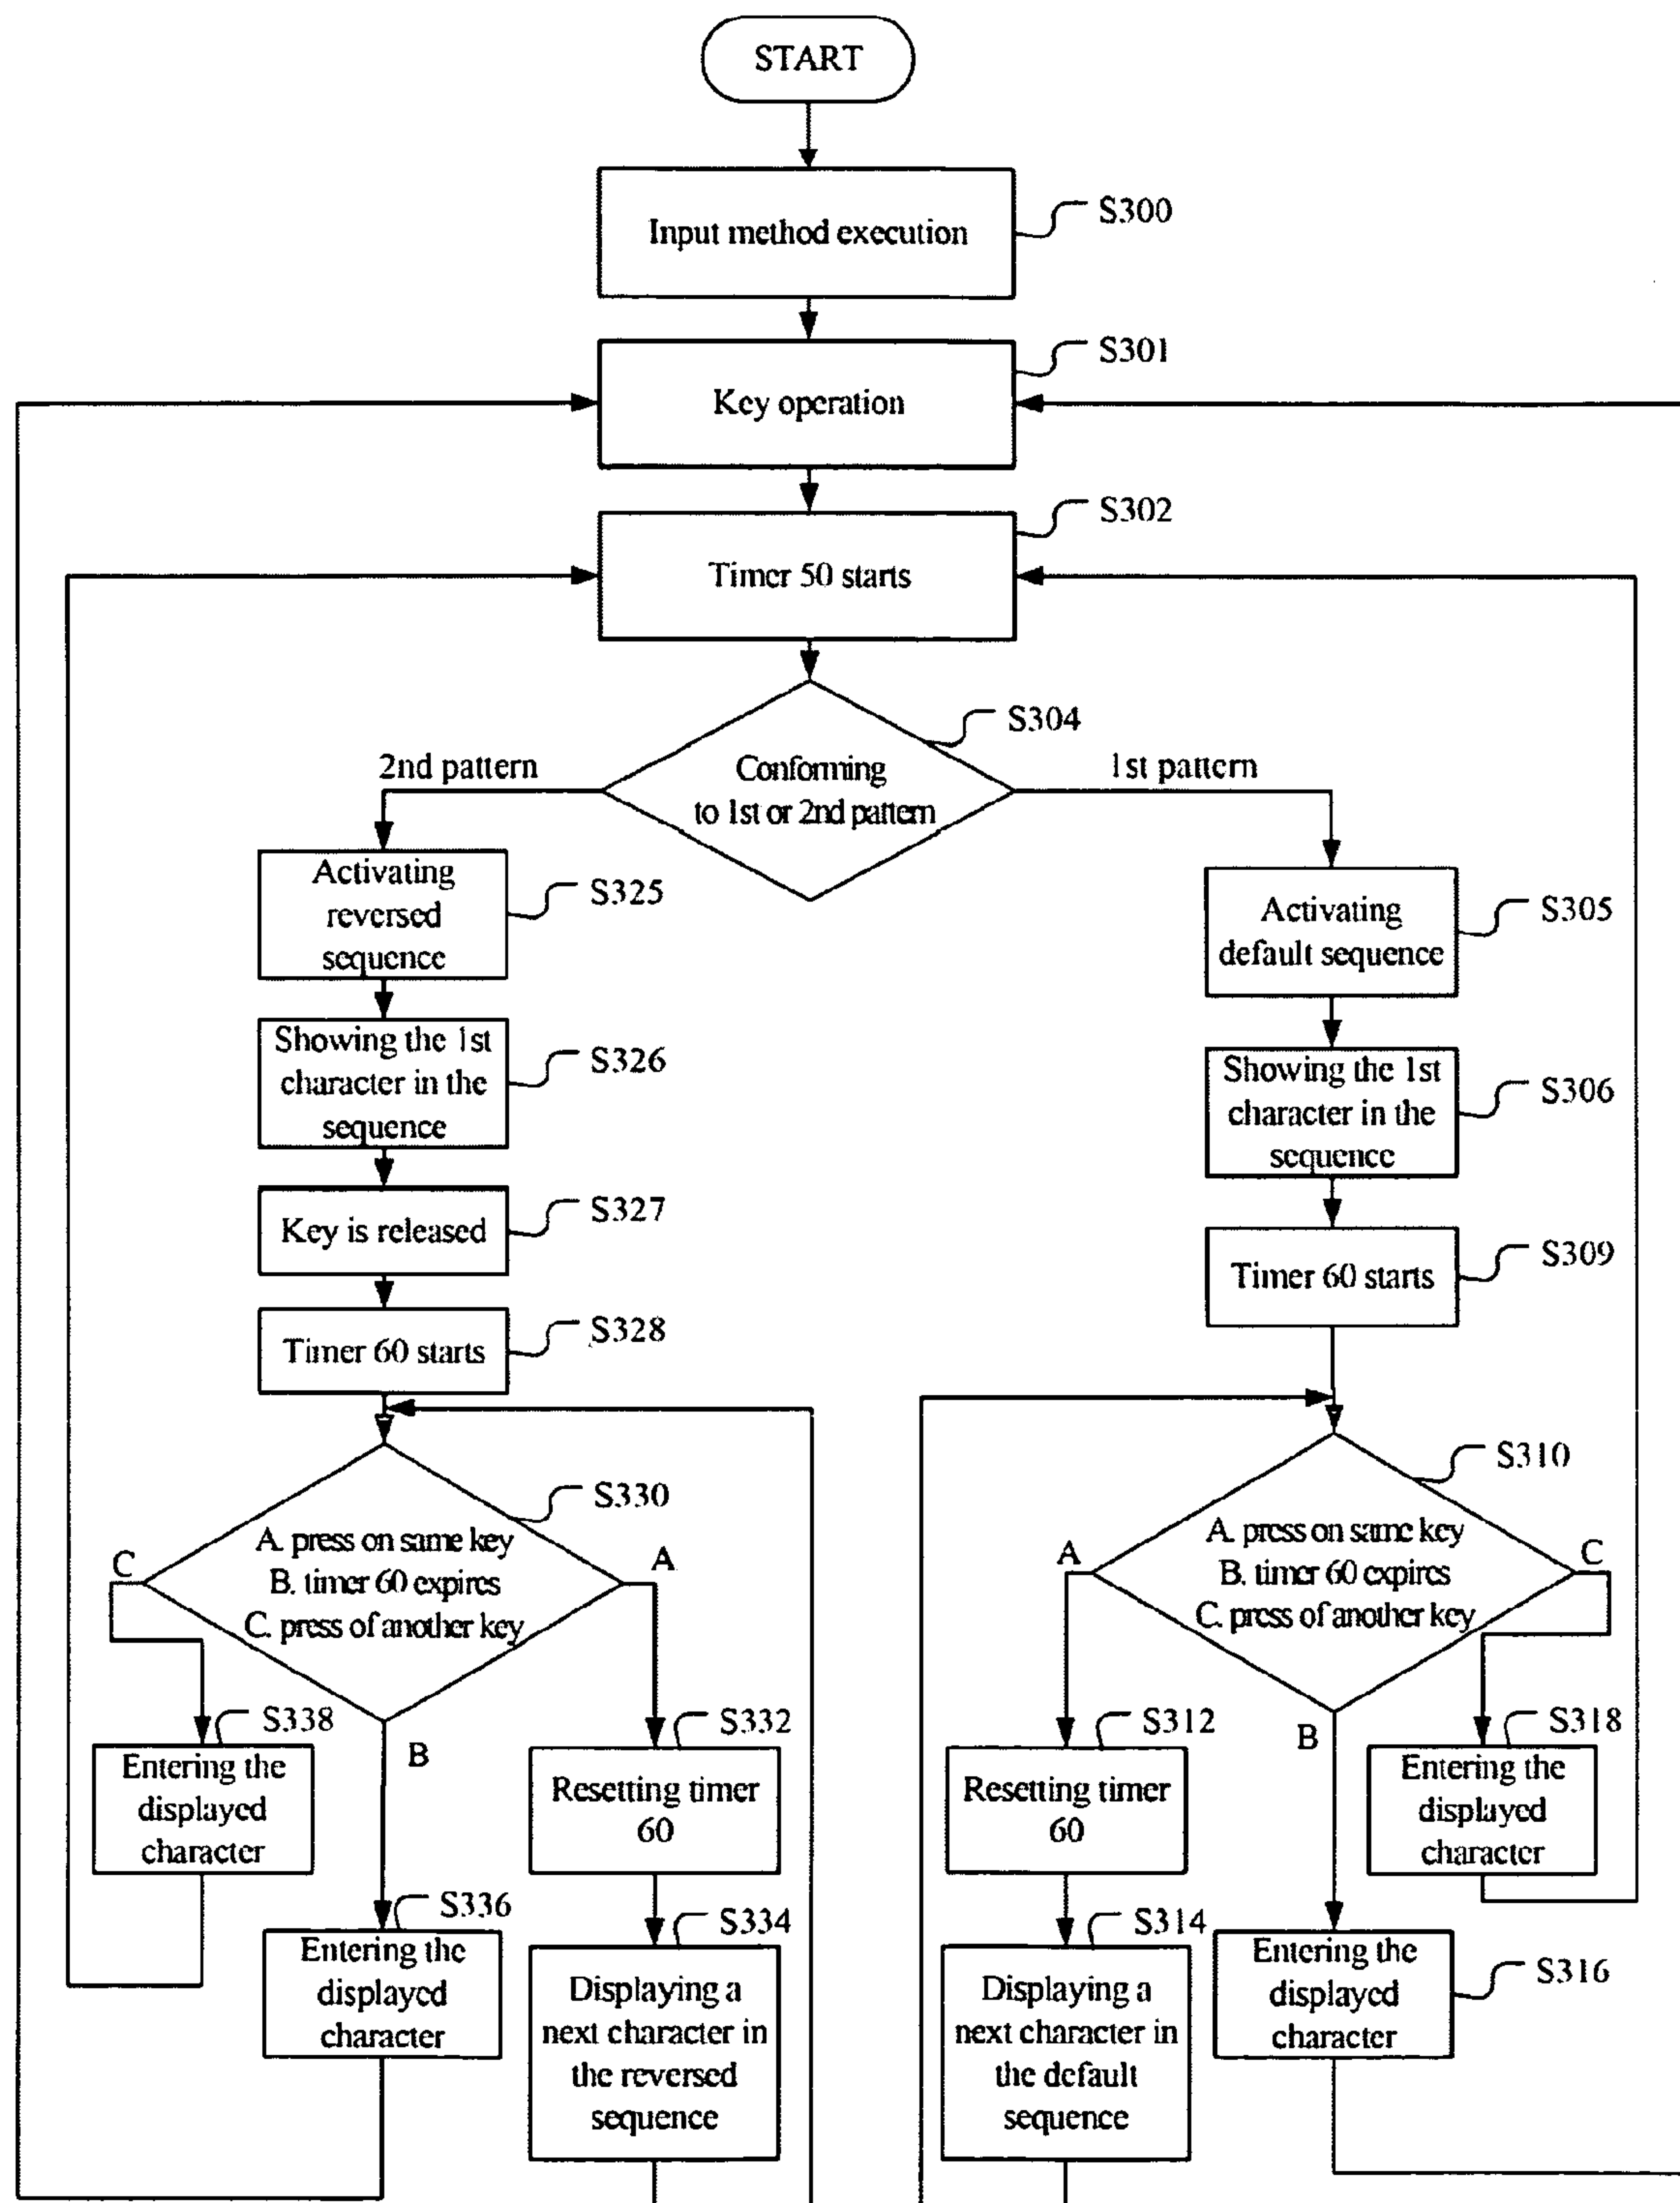 START
Input method execution
S300
Key operation
S301
Timer 50 starts
S302
Conforming
to 1st or 2nd pattern
S304
2nd pattern
1st pattern
Activating
reversed
sequence
S325
Showing the 1st
character in the
sequence
S326
Key is released
S327
Timer 60 starts
S328
A. press on same key
B. timer 60 expires
C. press of another key
S330
C
A
B
Entering the
displayed
character
S338
Entering the
displayed
character
S336
Resetting timer
60
S332
Displaying a
next character in
the reversed
sequence
S334
Activating
default sequence
S305
Showing the 1st
character in the
sequence
S306
Timer 60 starts
S309
A. press on same key
B. timer 60 expires
C. press of another key
S310
A
C
B
Resetting timer
60
S312
Displaying a
next character in
the default
sequence
S314
Entering the
displayed
character
S318
Entering the
displayed
character
S316